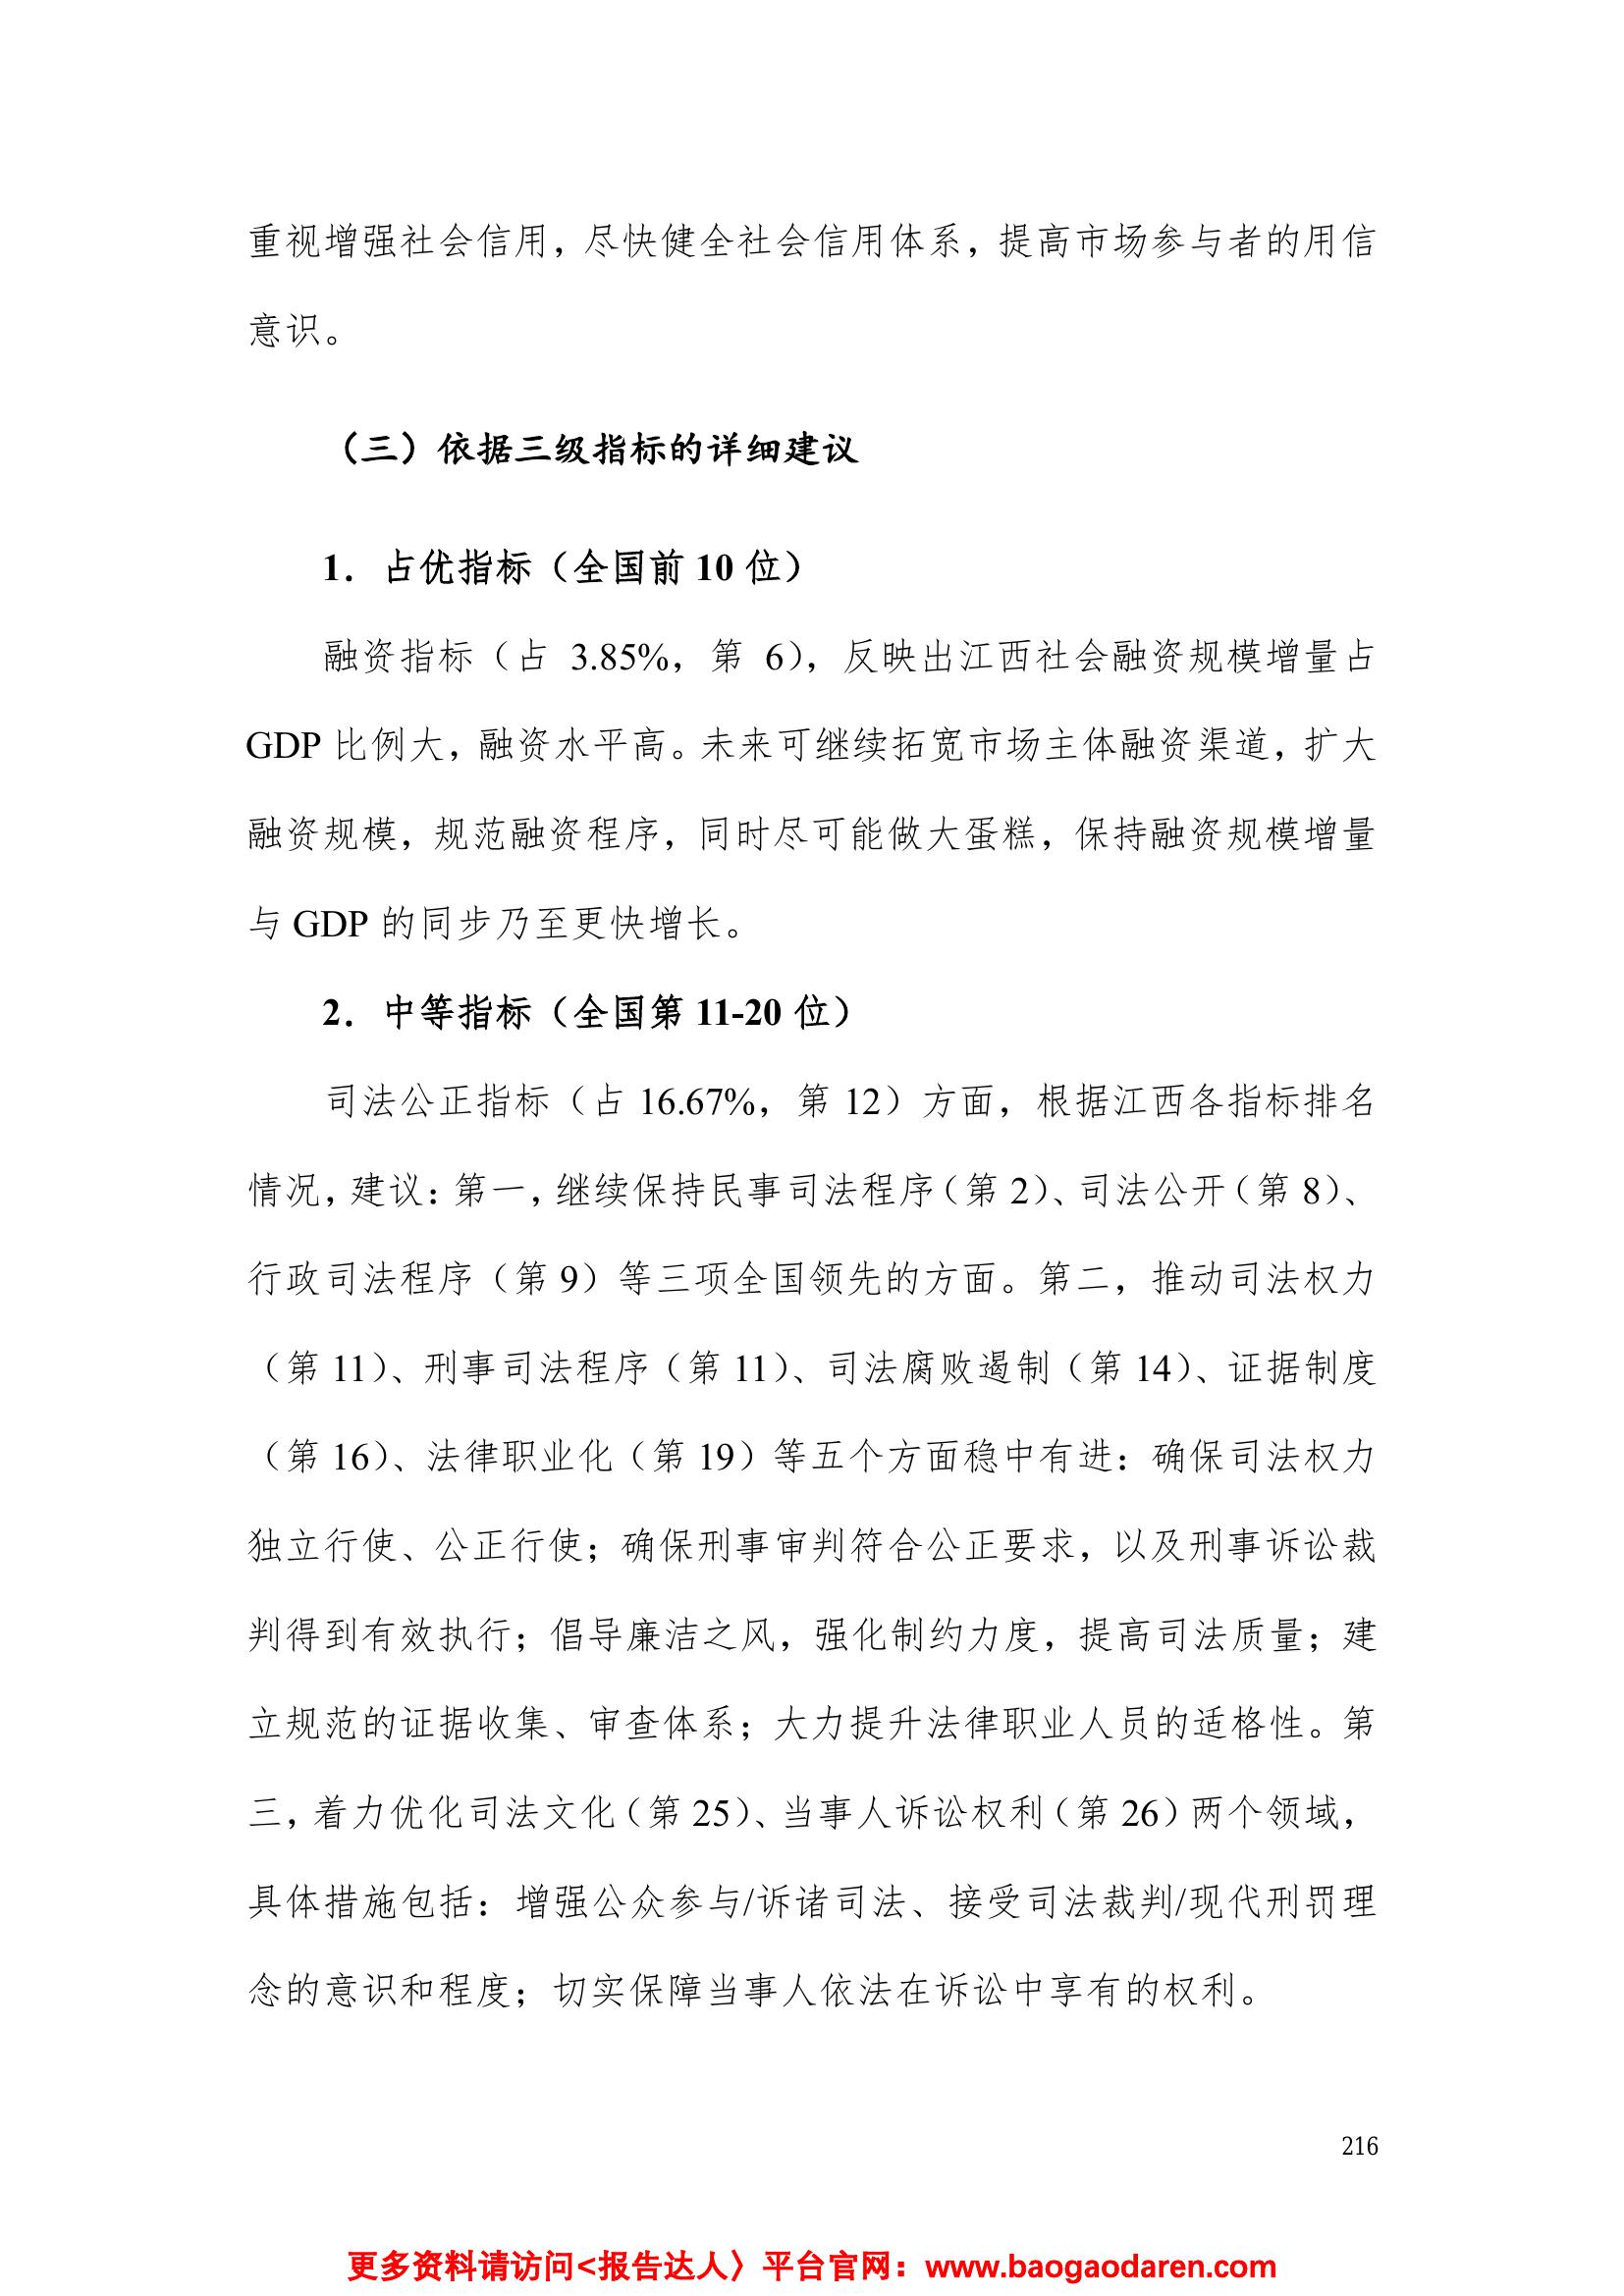 重视增强社会信用，尽快健全社会信用体系，提高市场参与者的用信
意识。
（三）依据三级指标的详细建议
1．占优指标（全国前 10 位）
融资指标（占 3.85%，第 6），反映出江西社会融资规模增量占
GDP 比例大，融资水平高。未来可继续拓宽市场主体融资渠道，扩大
融资规模，规范融资程序，同时尽可能做大蛋糕，保持融资规模增量
与 GDP 的同步乃至更快增长。
2．中等指标（全国第 11-20 位）
司法公正指标（占 16.67%，第 12）方面，根据江西各指标排名
情况，建议：第一，继续保持民事司法程序（第 2）、司法公开（第 8）、
行政司法程序（第 9）等三项全国领先的方面。第二，推动司法权力
（第 11）、刑事司法程序（第 11）、司法腐败遏制（第 14）、证据制度
（第 16）、法律职业化（第 19）等五个方面稳中有进：确保司法权力
独立行使、公正行使；确保刑事审判符合公正要求，以及刑事诉讼裁
判得到有效执行；倡导廉洁之风，强化制约力度，提高司法质量；建
立规范的证据收集、审查体系；大力提升法律职业人员的适格性。第
三，着力优化司法文化（第 25）、当事人诉讼权利（第 26）两个领域，
具体措施包括：增强公众参与/诉诸司法、接受司法裁判/现代刑罚理
念的意识和程度；切实保障当事人依法在诉讼中享有的权利。
216
更多资料请访问<报告达人〉平台官网：www.baogaodaren.com